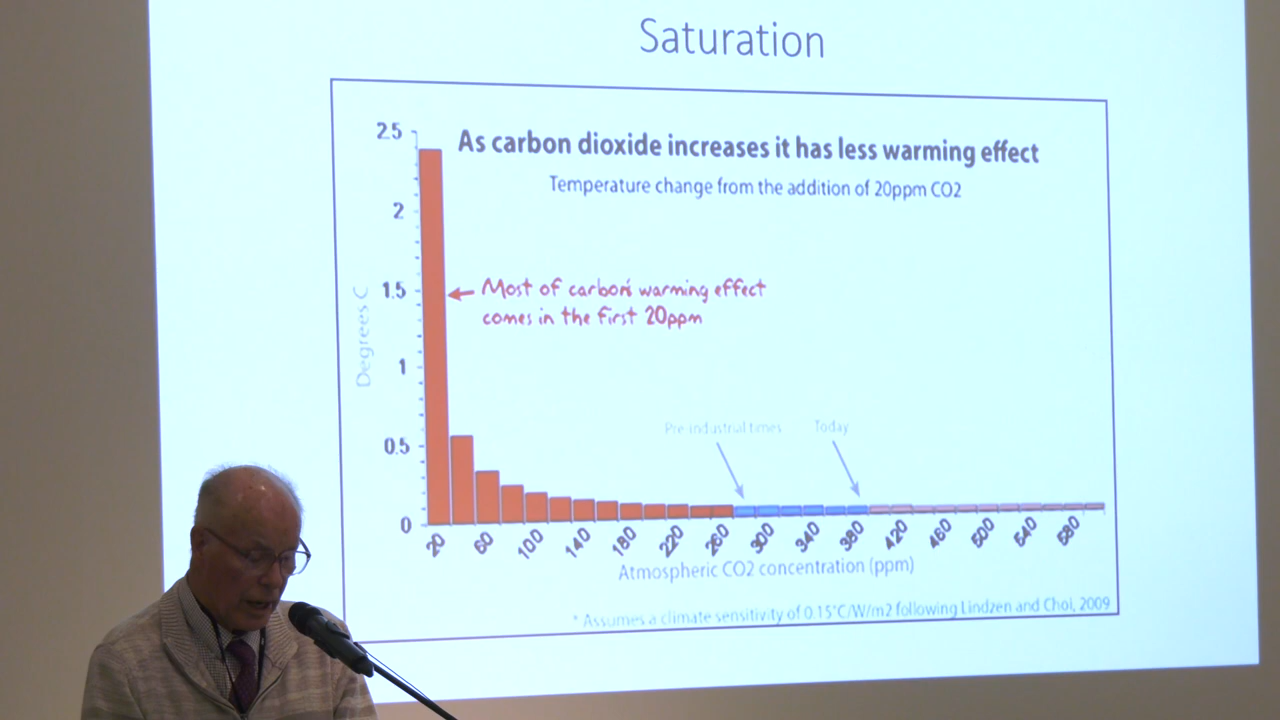 Saturation
2.5
As carbon dioxide increases it has less warming effect
Temperature change from the addition of 20ppm CO2
2
1.5
Most of carbon's warming effect
comes in the first 20ppm
Degrees C
1
Pre industrial times
Today
0.5
0
20 60 100 140 180 220 260 300 340 380 420 460 500 540 580
Atmospheric CO2 concentration (ppm)
* Assumes a climate sensitivity of 0.15°C/W/m2 following Lindzen and Choi, 2009